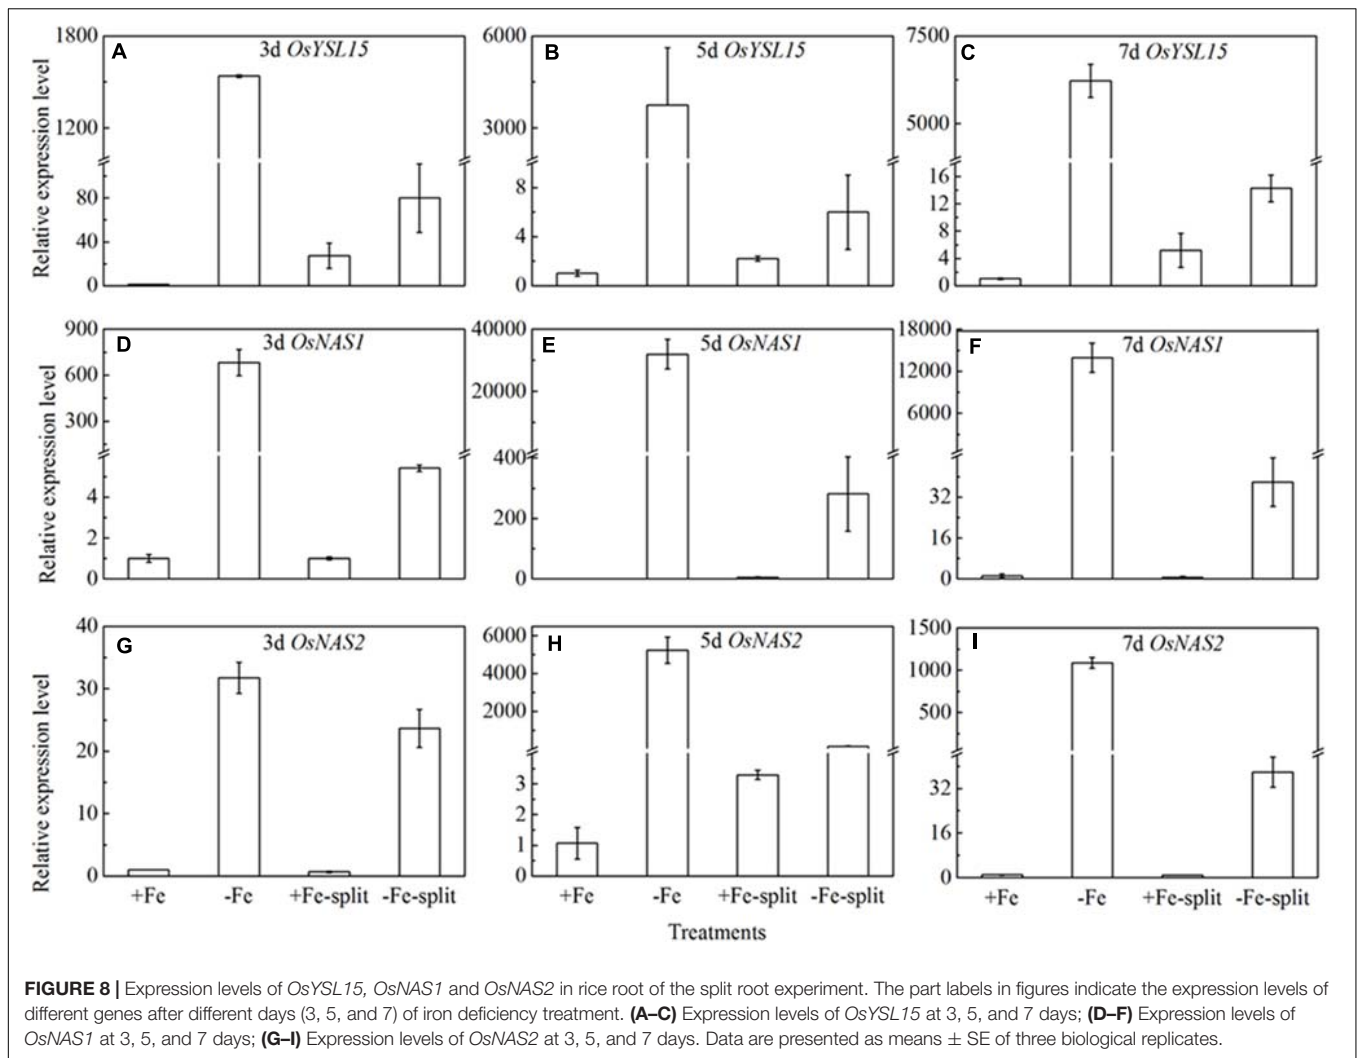 A 3d OsYSL15
B 5d OsYSL15
C 7d OsYSL15
Relative expression level
1800
1200
80
40
0
6000
3000
8
4
0
7500
5000
16
12
8
4
0
D 3d OsNAS1
E 5d OsNAS1
F 7d OsNAS1
Relative expression level
900
600
300
4
2
0
40000
20000
400
200
0
18000
12000
6000
32
16
0
G 3d OsNAS2
H 5d OsNAS2
I 7d OsNAS2
Relative expression level
40
30
20
10
0
6000
4000
2000
3
2
1
0
1500
1000
500
32
16
0
+Fe -Fe +Fe-split -Fe-split
+Fe -Fe +Fe-split -Fe-split
+Fe -Fe +Fe-split -Fe-split
Treatments
FIGURE 8 | Expression levels of OsYSL15, OsNAS1 and OsNAS2 in rice root of the split root experiment. The part labels in figures indicate the expression levels of
different genes after different days (3, 5, and 7) of iron deficiency treatment. (A–C) Expression levels of OsYSL15 at 3, 5, and 7 days; (D–F) Expression levels of
OsNAS1 at 3, 5, and 7 days; (G–I) Expression levels of OsNAS2 at 3, 5, and 7 days. Data are presented as means ± SE of three biological replicates.